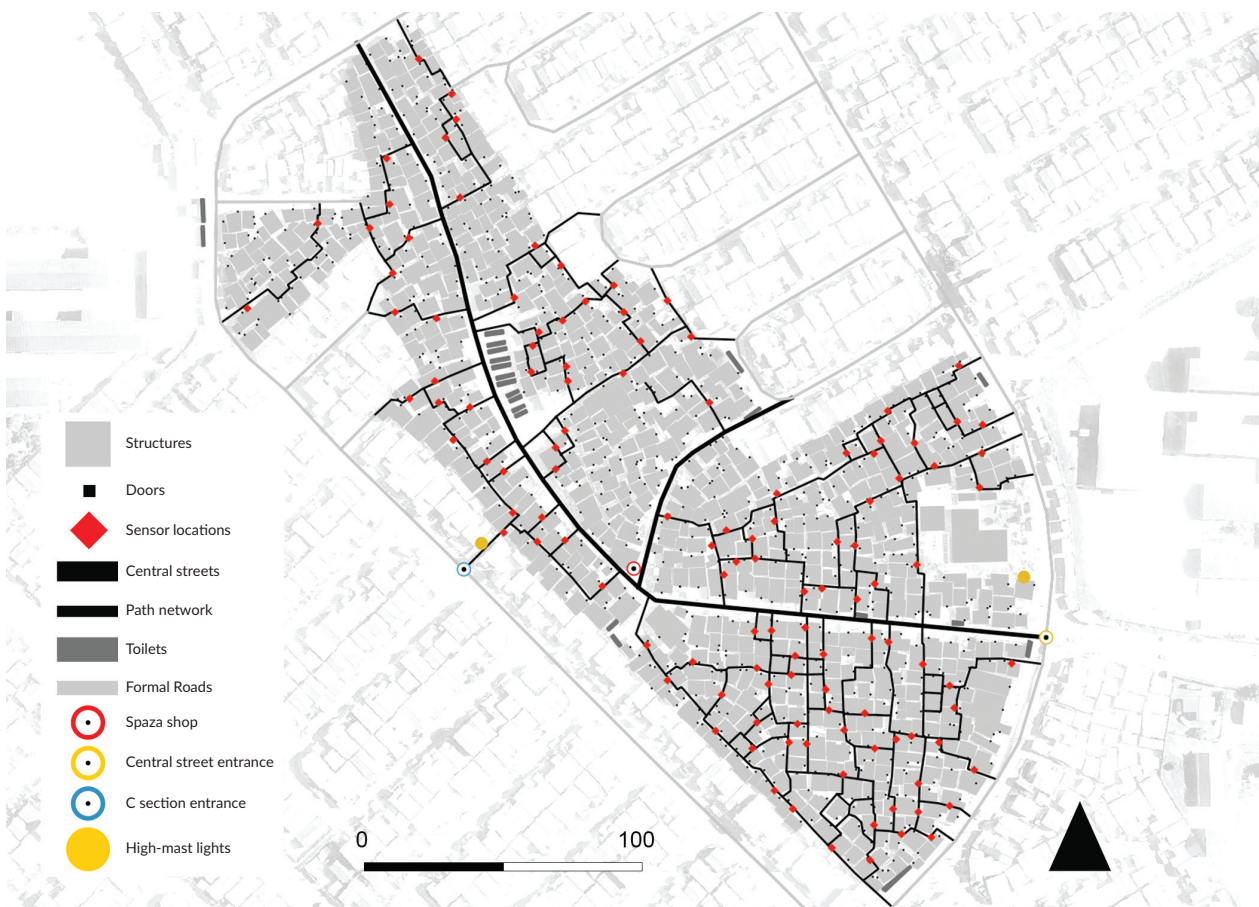 Structures
Doors
Sensor locations
Central streets
Path network
Toilets
Formal Roads
Spaza shop
Central street entrance
C section entrance
High-mast lights
0 100